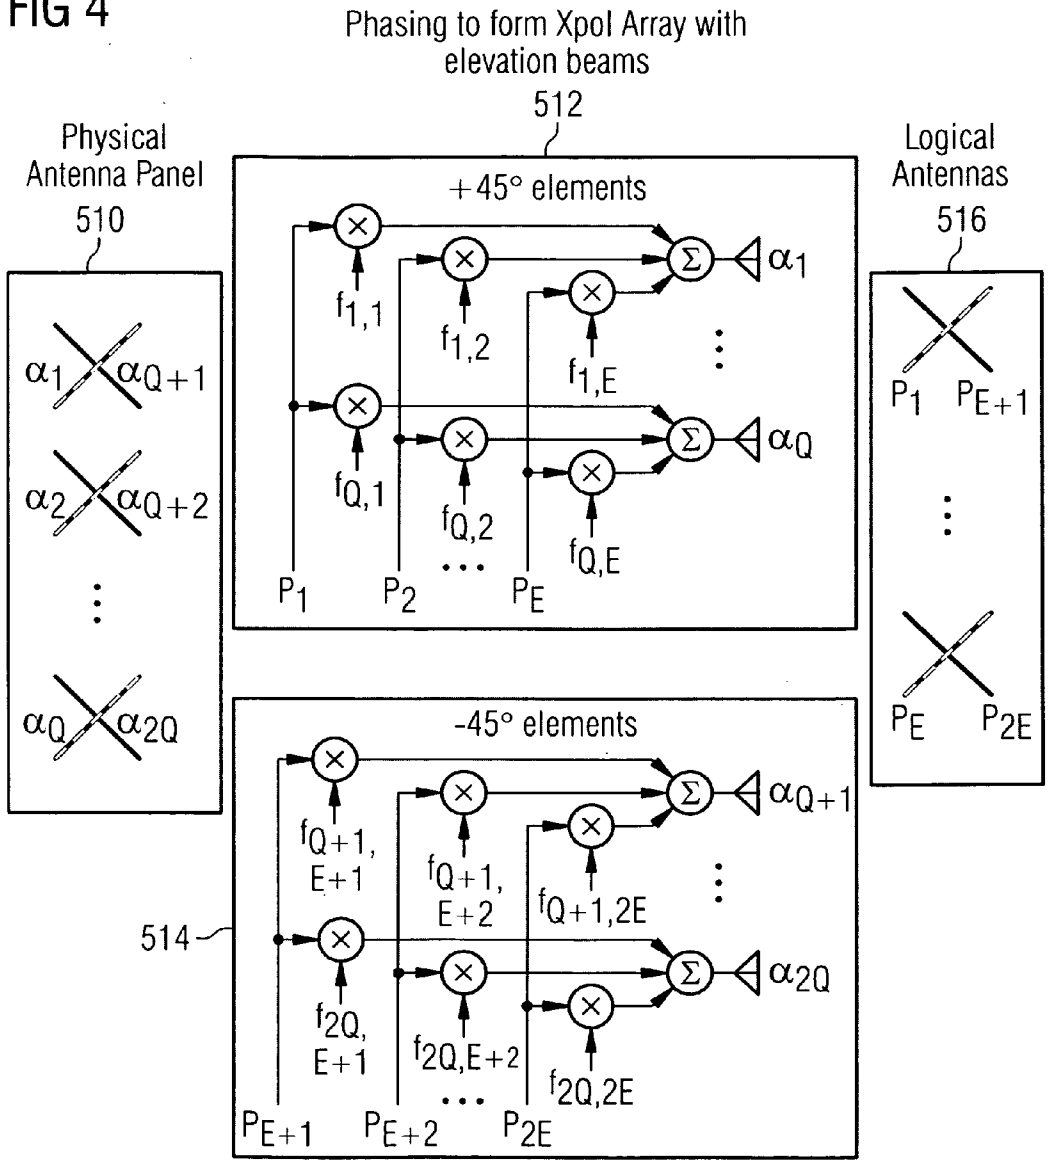 FIG 4
Phasing to form Xpol Array with
elevation beams
512
Physical
Antenna Panel
510
Logical
Antennas
516
+45° elements
× × × Σ α1
f1,1
f1,2
f1,E
× × × Σ αQ
fQ,1
fQ,2
fQ,E
P1 P2 PE
α1 αQ+1
α2 αQ+2
αQ α2Q
P1 PE+1
PE P2E
-45° elements
× × × Σ αQ+1
fQ+1,
E+1
fQ+1,
E+2
fQ+1,2E
514
× × × Σ α2Q
f2Q,
E+1
f2Q,E+2
f2Q,2E
PE+1 PE+2 P2E